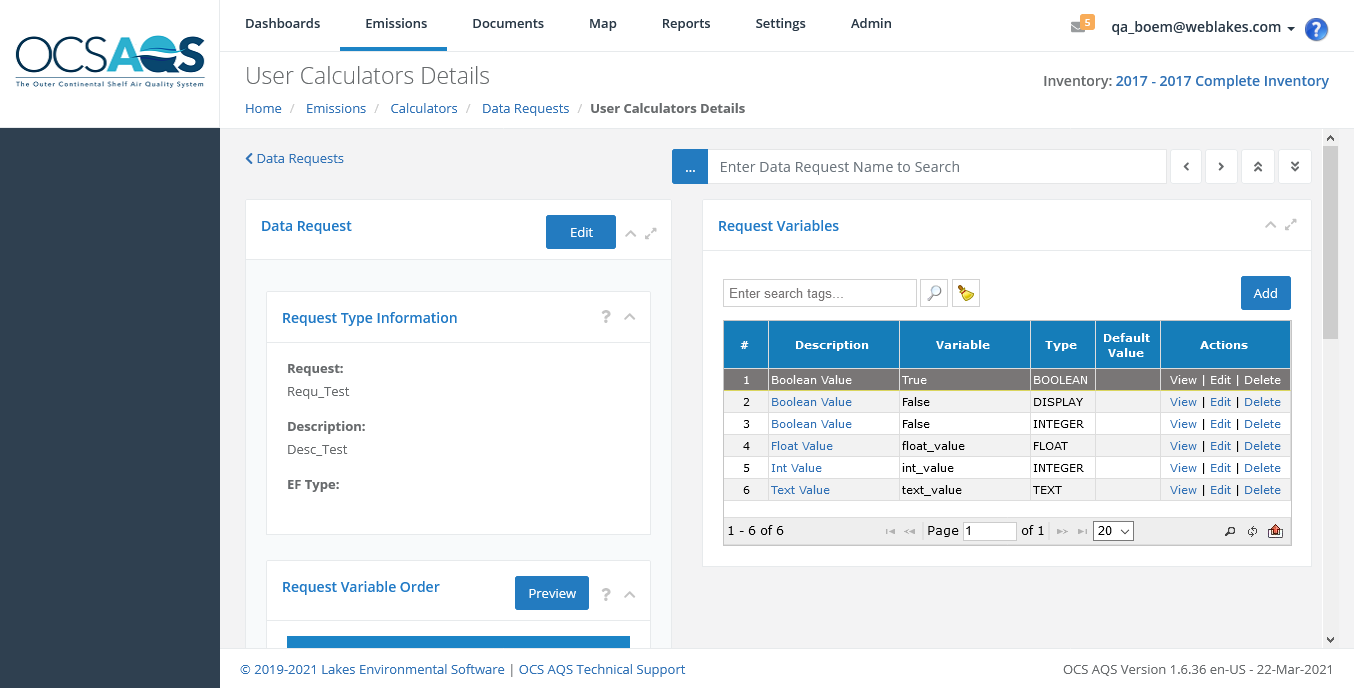 OCSAQS
The Outer Continental Shelf Air Quality System
Dashboards Emissions Documents Map Reports Settings Admin
5 qa_boem@weblakes.com ?
User Calculators Details
Inventory: 2017 - 2017 Complete Inventory
Home / Emissions / Calculators / Data Requests / User Calculators Details
Data Requests
... Enter Data Request Name to Search
Data Request Edit
Request Type Information ?
Request:
Requ_Test
Description:
Desc_Test
EF Type:
Request Variable Order Preview ?
Request Variables
Enter search tags... Add
# Description Variable Type Default Value Actions
1 Boolean Value True BOOLEAN View | Edit | Delete
2 Boolean Value False DISPLAY View | Edit | Delete
3 Boolean Value False INTEGER View | Edit | Delete
4 Float Value float_value FLOAT View | Edit | Delete
5 Int Value int_value INTEGER View | Edit | Delete
6 Text Value text_value TEXT View | Edit | Delete
1 - 6 of 6 Page 1 of 1 20
© 2019-2021 Lakes Environmental Software | OCS AQS Technical Support
OCS AQS Version 1.6.36 en-US - 22-Mar-2021